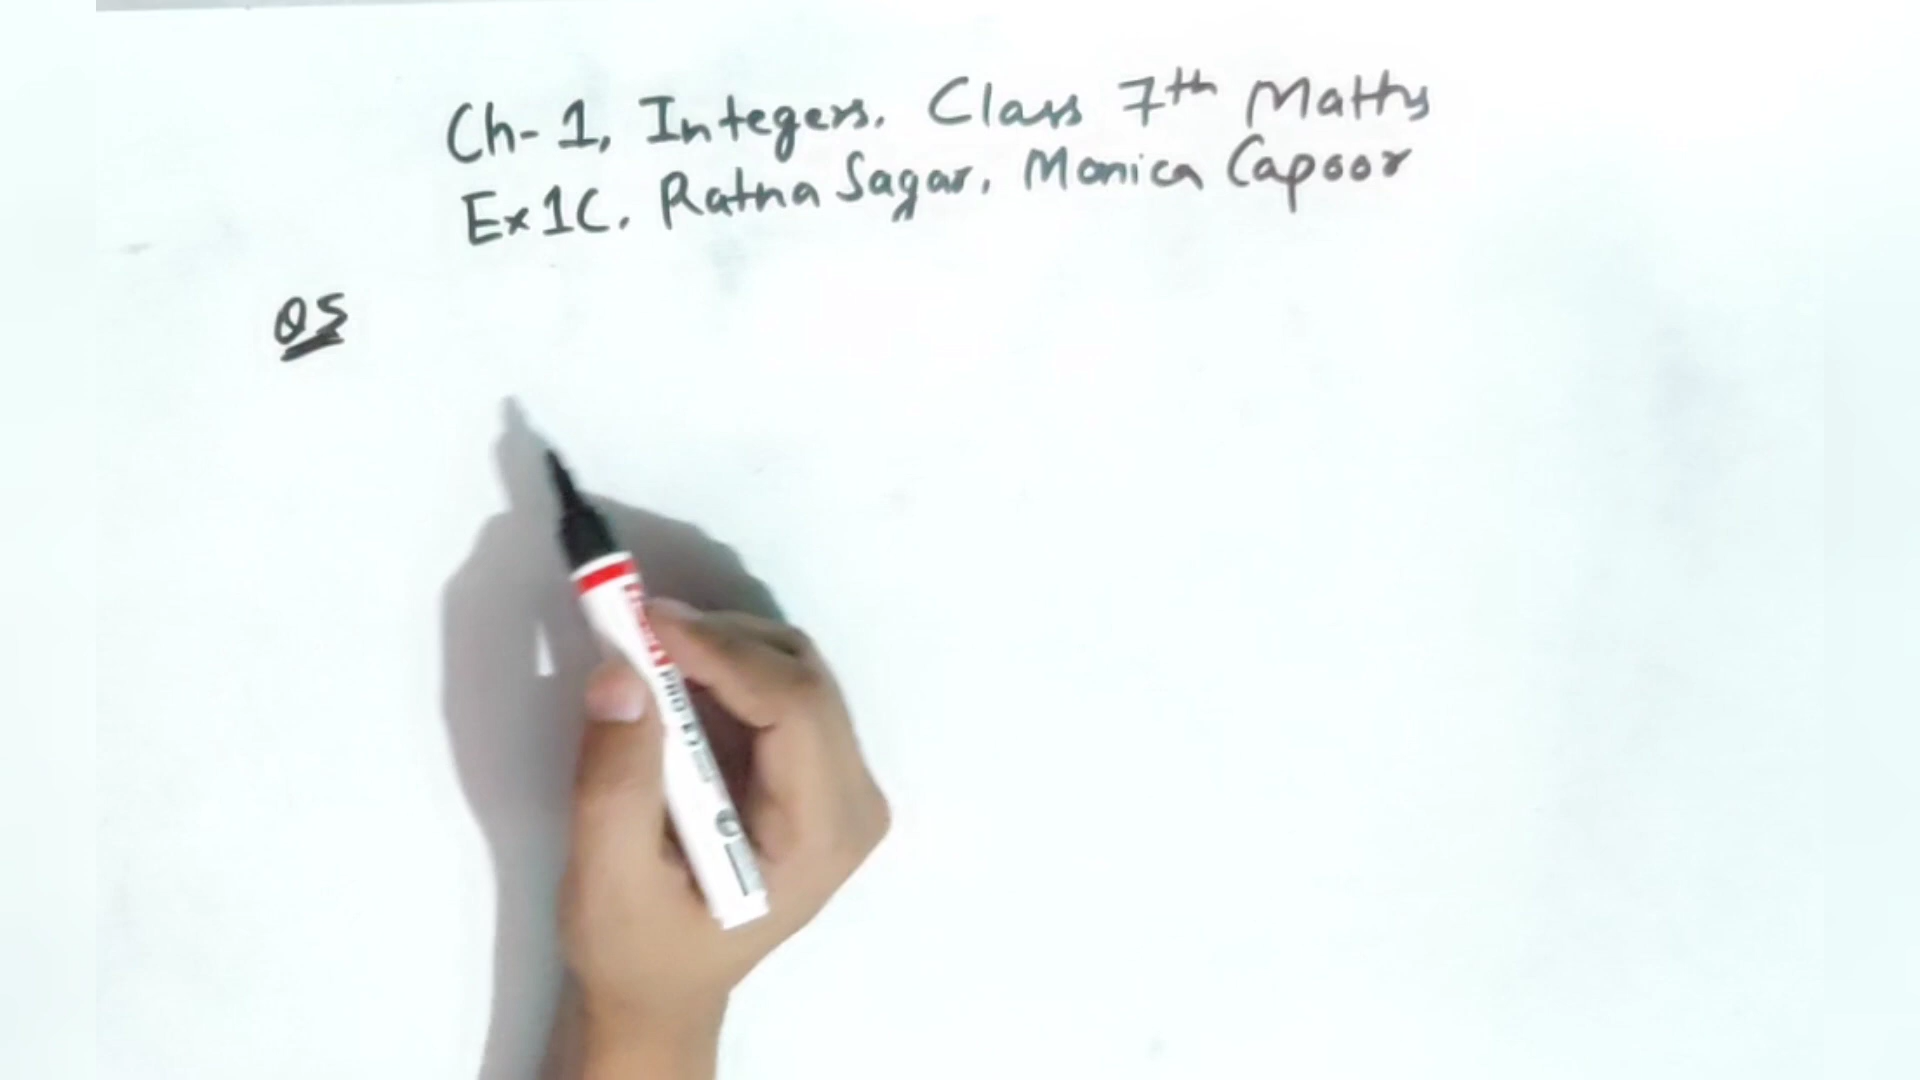 Ch-1, Integers. Class 7th Maths
Ex 1C. Ratna Sagar, Monica Capoor
Q5